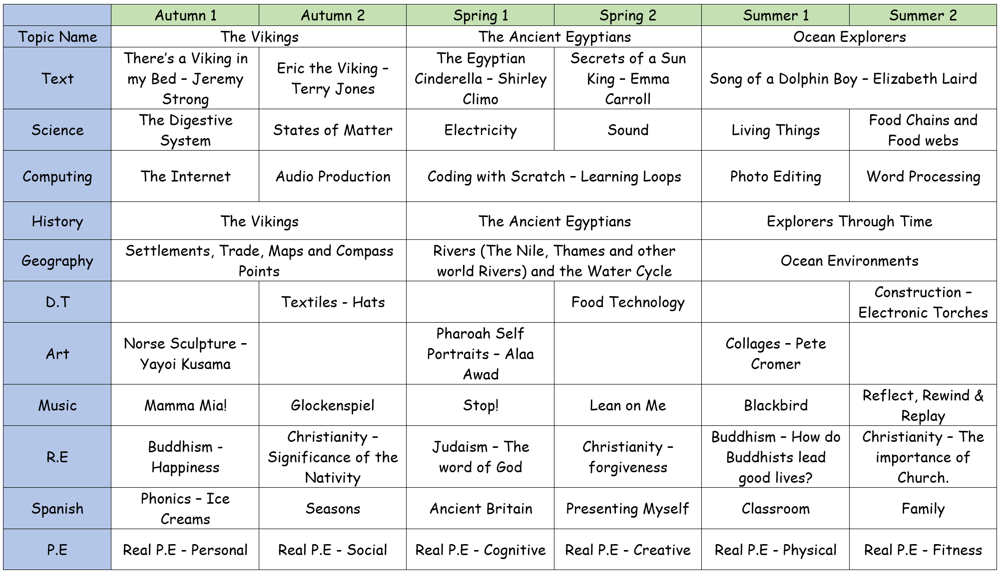 Autumn 1 Autumn 2 Spring 1 Spring 2 Summer 1 Summer 2
Topic Name The Vikings The Ancient Egyptians Ocean Explorers
Text
There’s a Viking in
my Bed – Jeremy
Strong
Eric the Viking –
Terry Jones
The Egyptian
Cinderella – Shirley
Climo
Secrets of a Sun
King – Emma
Carroll
Song of a Dolphin Boy – Elizabeth Laird
Science
The Digestive
System
States of Matter
Electricity
Sound
Living Things
Food Chains and
Food webs
Computing
The Internet
Audio Production
Coding with Scratch – Learning Loops
Photo Editing
Word Processing
History
The Vikings
The Ancient Egyptians
Explorers Through Time
Geography
Settlements, Trade, Maps and Compass
Points
Rivers (The Nile, Thames and other
world Rivers) and the Water Cycle
Ocean Environments
D.T
Textiles - Hats
Food Technology
Construction –
Electronic Torches
Art
Norse Sculpture –
Yayoi Kusama
Pharoah Self
Portraits – Alaa
Awad
Collages – Pete
Cromer
Music
Mamma Mia!
Glockenspiel
Stop!
Lean on Me
Blackbird
Reflect, Rewind &
Replay
R.E
Buddhism -
Happiness
Christianity –
Significance of the
Nativity
Judaism – The
word of God
Christianity –
forgiveness
Buddhism – How do
Buddhists lead
good lives?
Christianity – The
importance of
Church.
Spanish
Phonics – Ice
Creams
Seasons
Ancient Britain
Presenting Myself
Classroom
Family
P.E
Real P.E - Personal
Real P.E - Social
Real P.E - Cognitive
Real P.E - Creative
Real P.E - Physical
Real P.E - Fitness